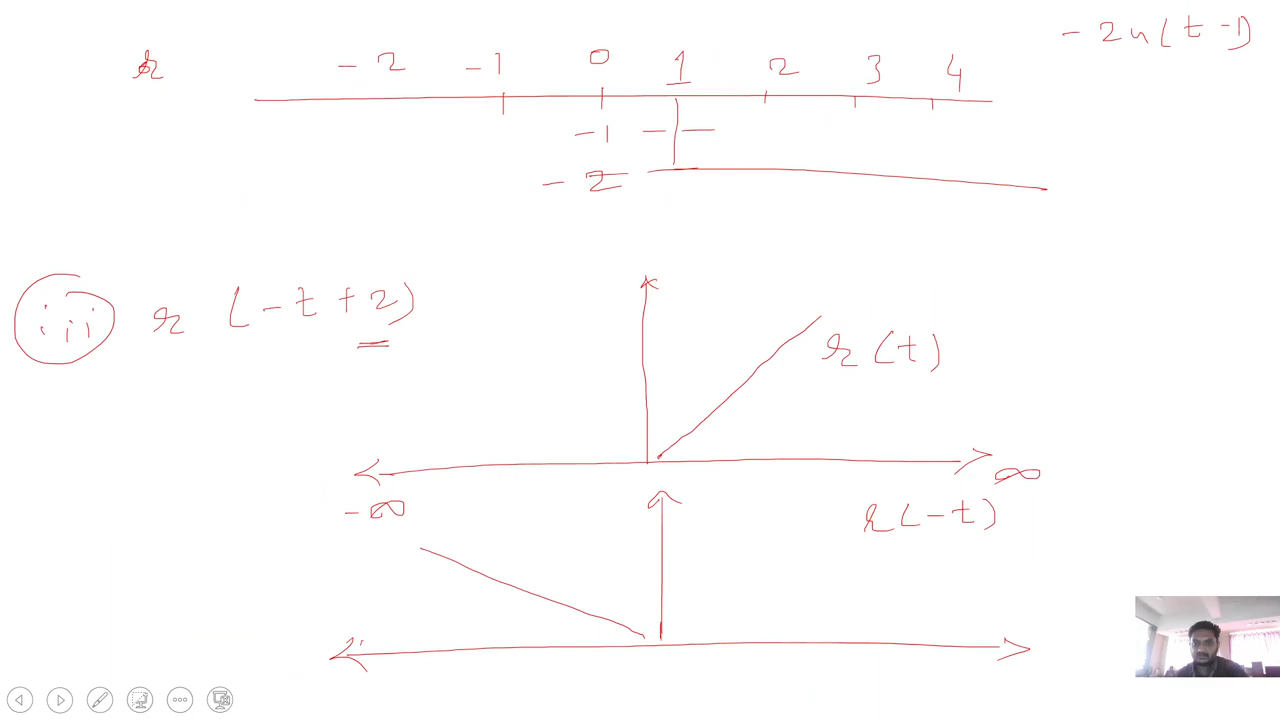 - 2u(t-1)
r -2 -1 0 1 2 3 4
-1
-2
iii r(-t+2)
r(t)
-∞ ∞
r(-t)